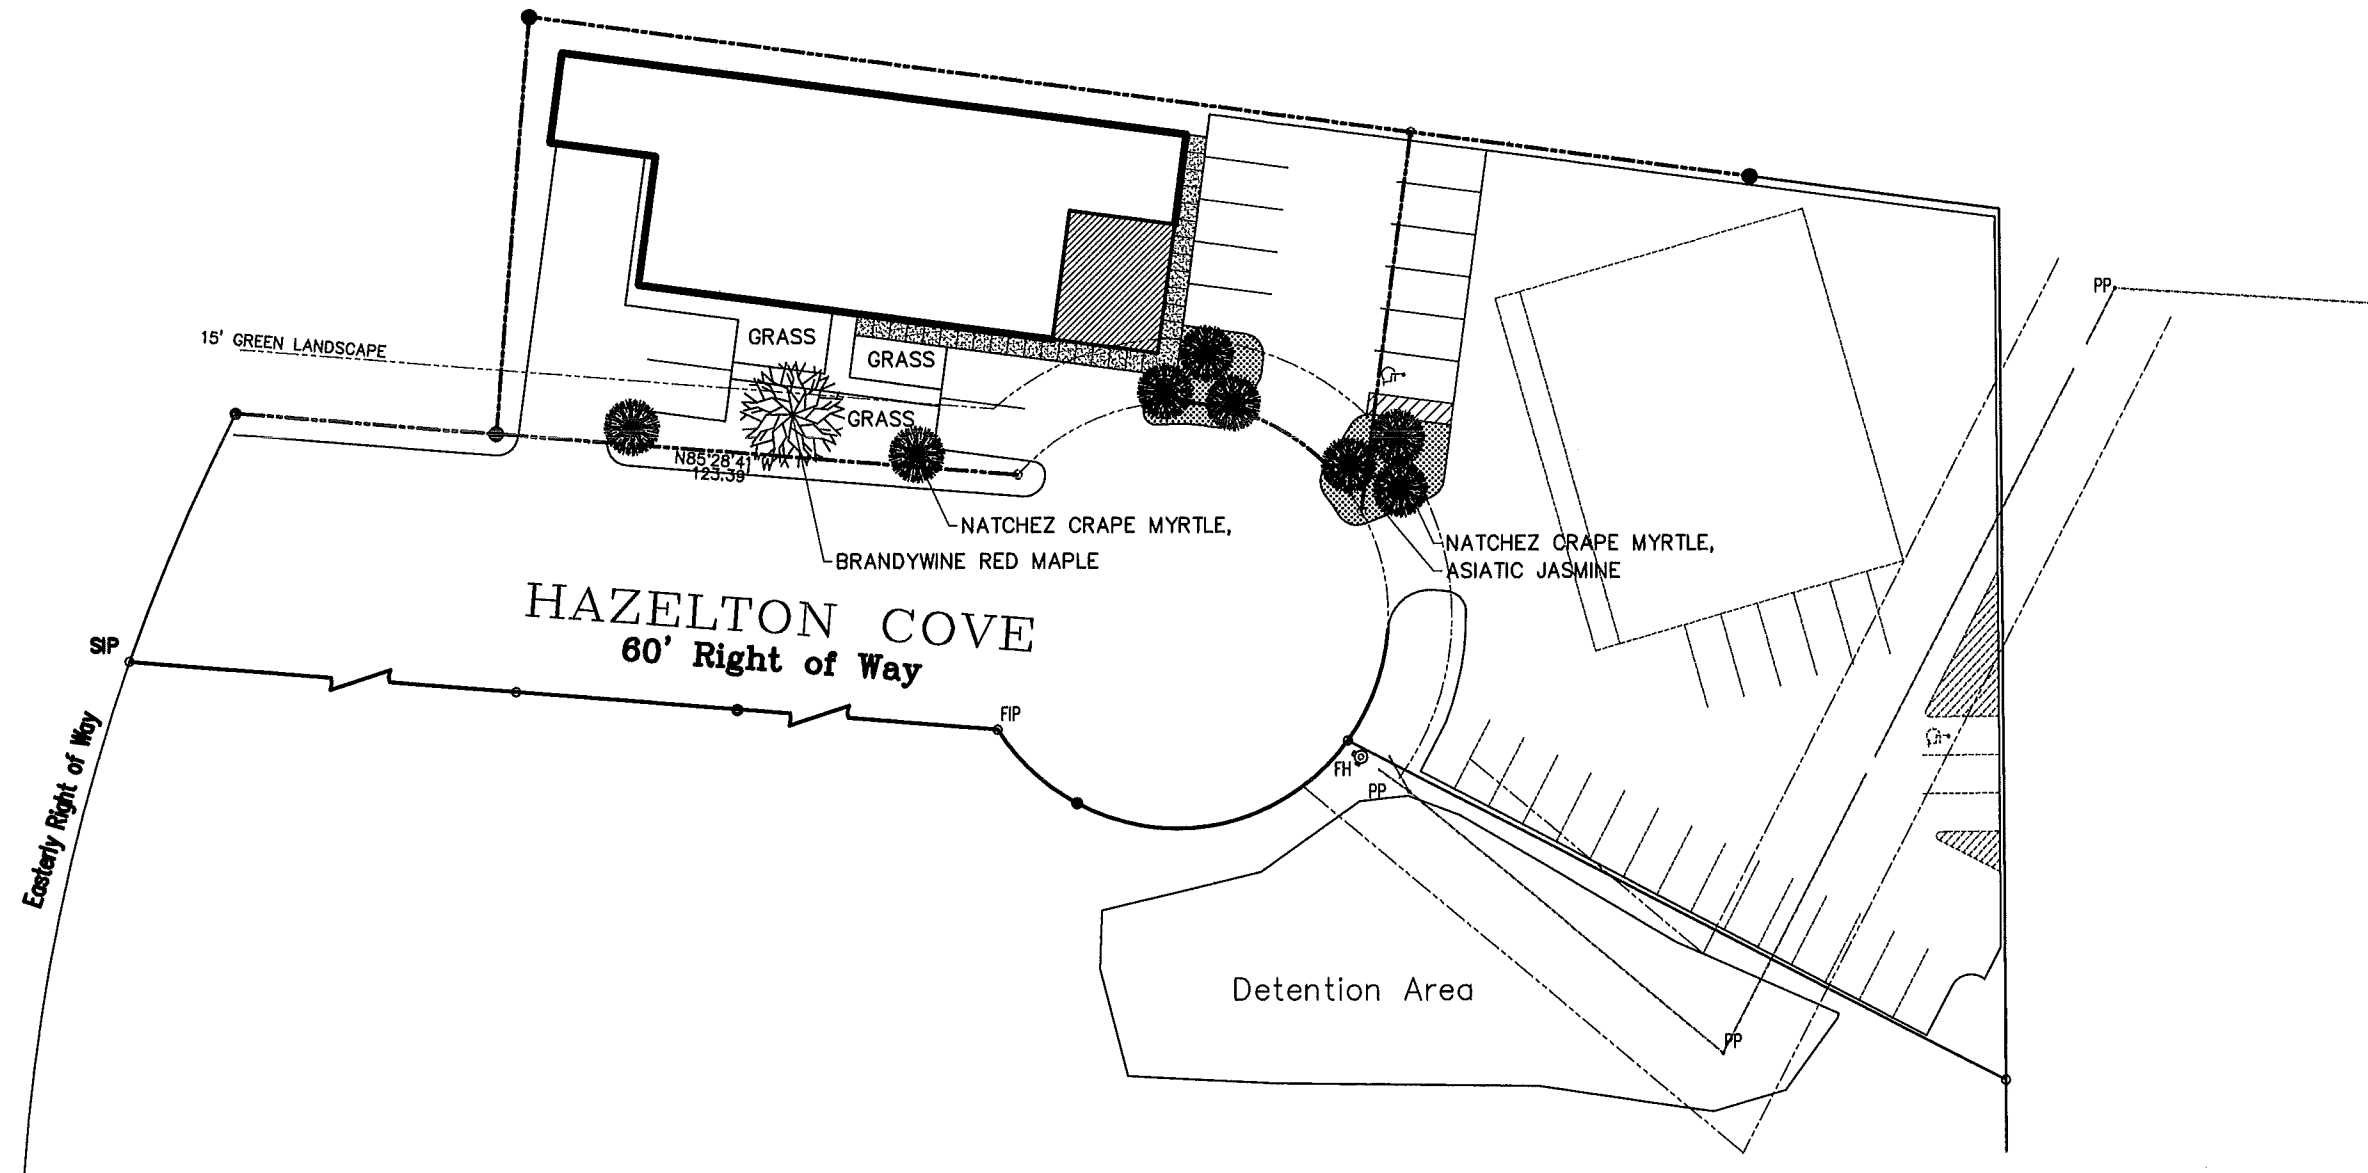 PP
15' GREEN LANDSCAPE
GRASS
GRASS
GRASS
N85°28'41"W
123.39
NATCHEZ CRAPE MYRTLE,
BRANDYWINE RED MAPLE
NATCHEZ CRAPE MYRTLE,
ASIATIC JASMINE
HAZELTON COVE
60' Right of Way
SIP
FIP
Easterly Right of Way
FH
PP
Detention Area
PP